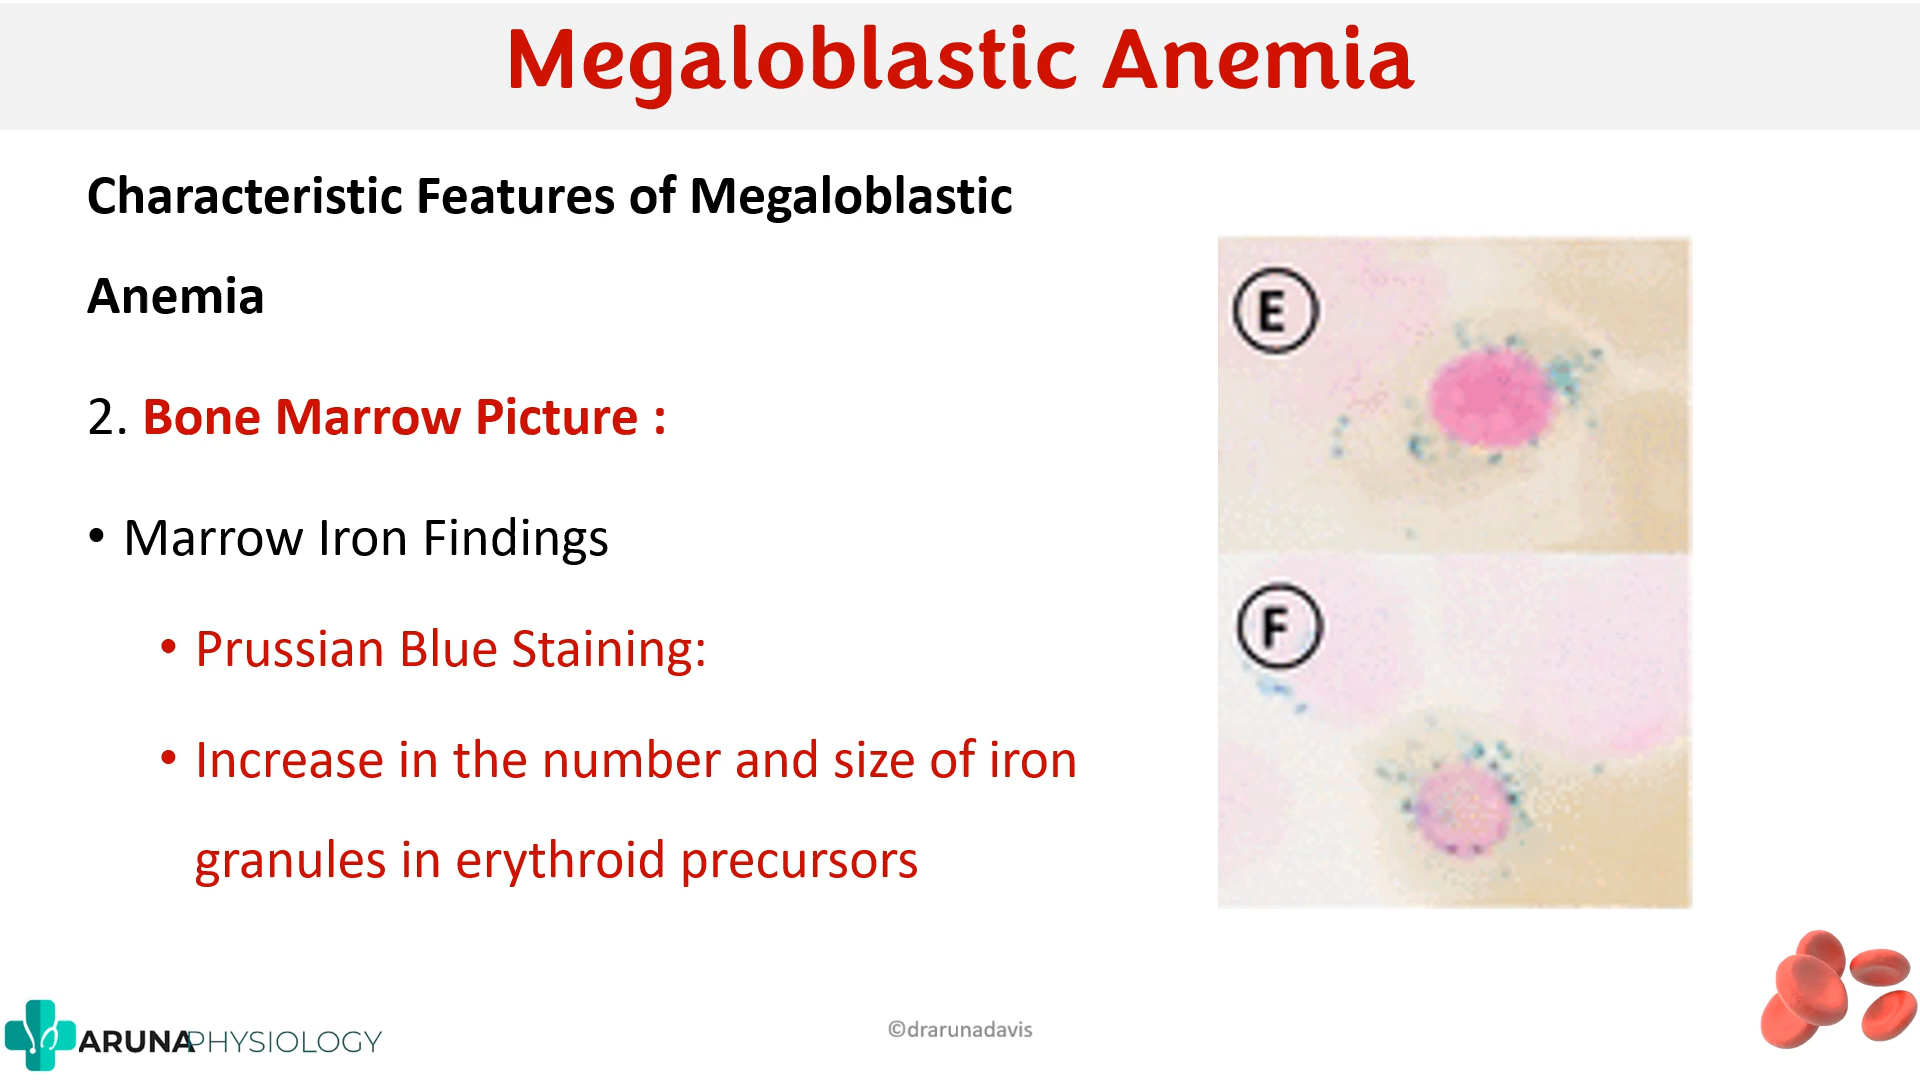 Megaloblastic Anemia
Characteristic Features of Megaloblastic
Anemia
2. Bone Marrow Picture :
• Marrow Iron Findings
• Prussian Blue Staining:
• Increase in the number and size of iron
granules in erythroid precursors
E
F
ARUNAPHYSIOLOGY
©drarunadavis